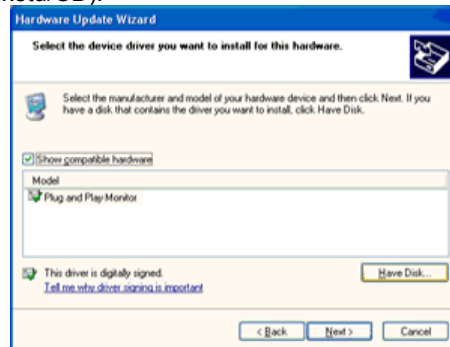 Hardware Update Wizard
Select the device driver you want to install for this hardware.
Select the manufacturer and model of your hardware device and then click Next. If you
have a disk that contains the driver you want to install, click Have Disk.
Show compatible hardware
Model
Plug and Play Monitor
This driver is digitally signed.
Have Disk...
Tell me why driver signing is important
< Back
Next >
Cancel